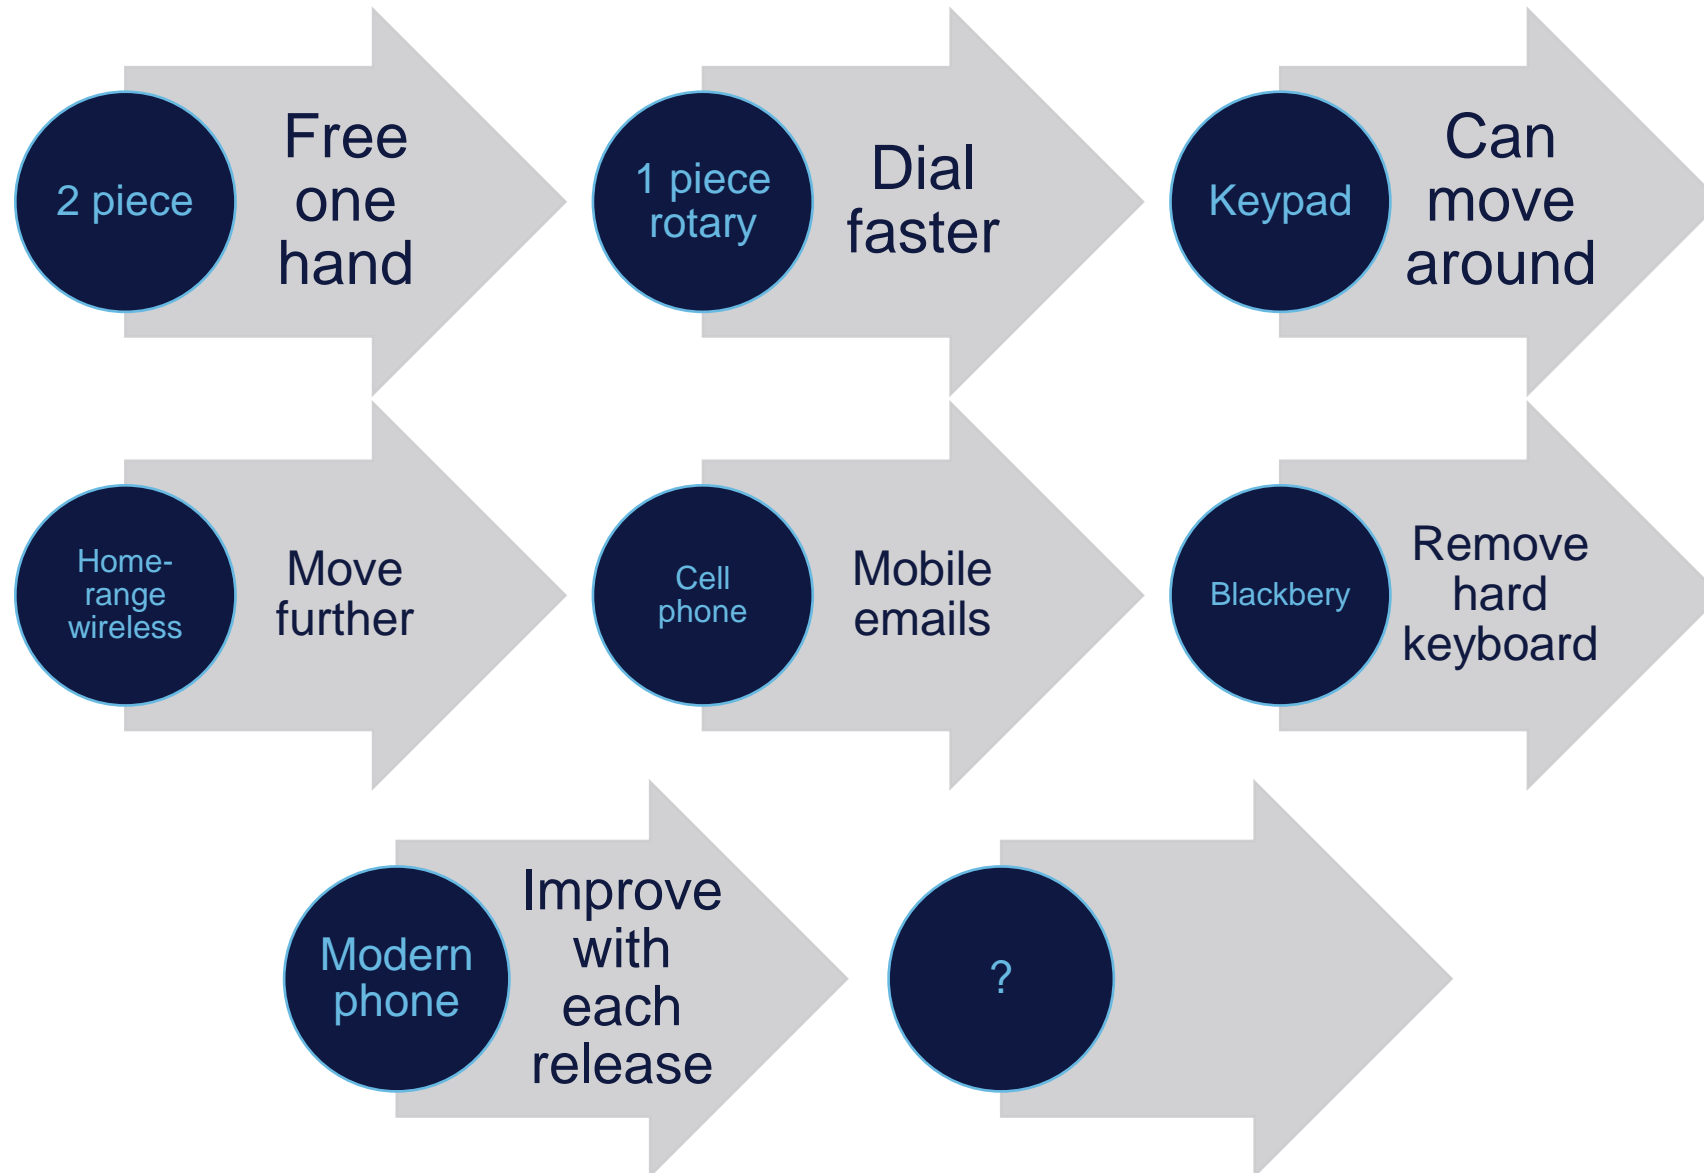 2 piece
Free
one
hand
1 piece
rotary
Dial
faster
Keypad
Can
move
around
Home-
range
wireless
Move
further
Cell
phone
Mobile
emails
Blackbery
Remove
hard
keyboard
Modern
phone
Improve
with
each
release
?